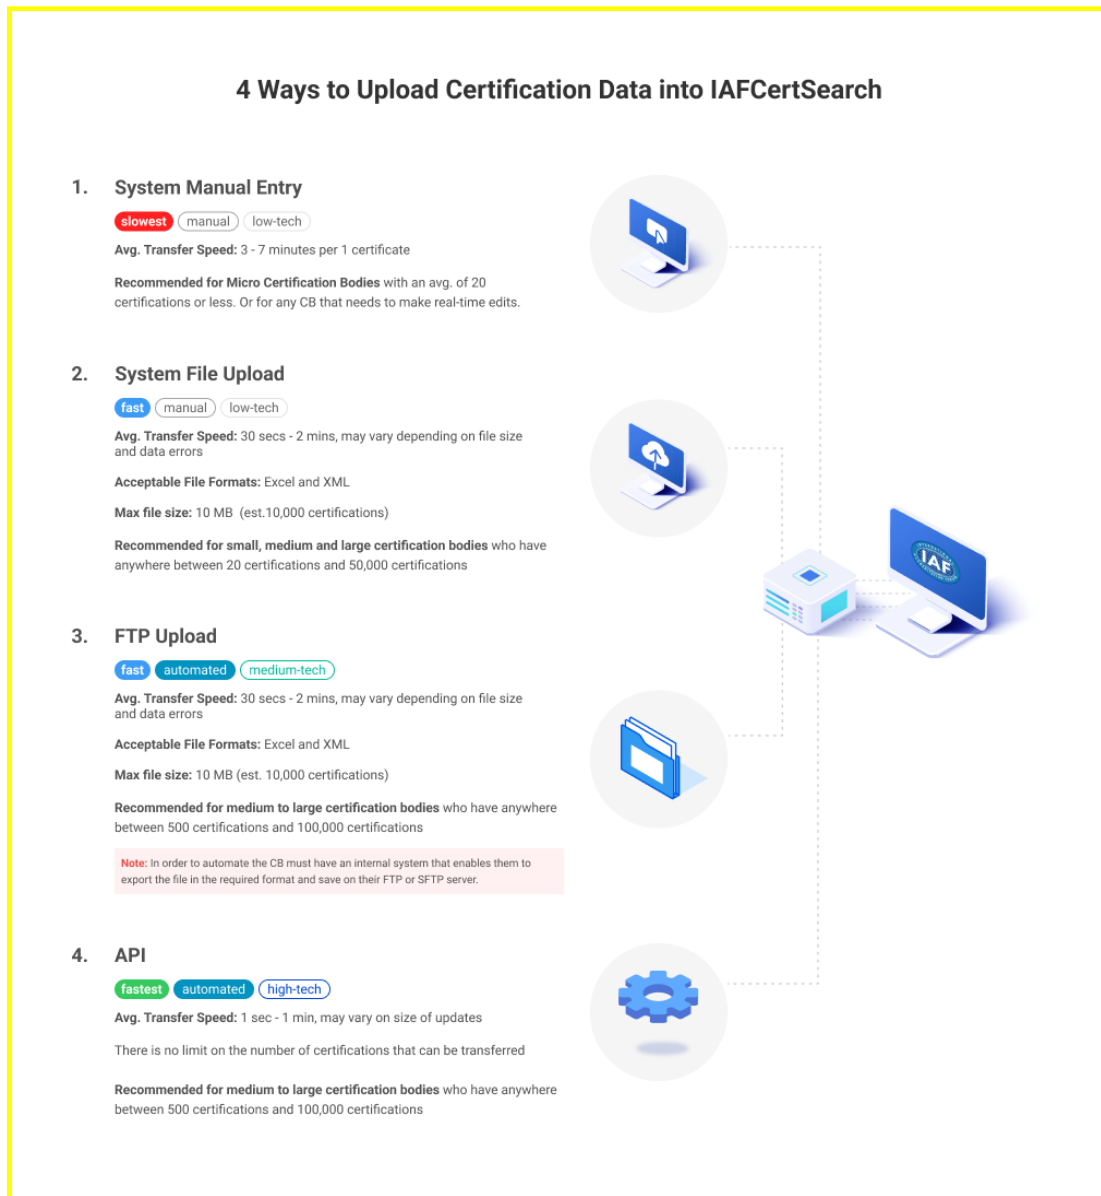 4 Ways to Upload Certification Data into IAFCertSearch
1. System Manual Entry
slowest manual low-tech
Avg. Transfer Speed: 3 - 7 minutes per 1 certificate
Recommended for Micro Certification Bodies with an avg. of 20
certifications or less. Or for any CB that needs to make real-time edits.
2. System File Upload
fast manual low-tech
Avg. Transfer Speed: 30 secs - 2 mins, may vary depending on file size
and data errors
Acceptable File Formats: Excel and XML
Max file size: 10 MB (est.10,000 certifications)
Recommended for small, medium and large certification bodies who have
anywhere between 20 certifications and 50,000 certifications
IAF
3. FTP Upload
fast automated medium-tech
Avg. Transfer Speed: 30 secs - 2 mins, may vary depending on file size
and data errors
Acceptable File Formats: Excel and XML
Max file size: 10 MB (est. 10,000 certifications)
Recommended for medium to large certification bodies who have anywhere
between 500 certifications and 100,000 certifications
Note: In order to automate the CB must have an internal system that enables them to
export the file in the required format and save on their FTP or SFTP server.
4. API
fastest automated high-tech
Avg. Transfer Speed: 1 sec - 1 min, may vary on size of updates
There is no limit on the number of certifications that can be transferred
Recommended for medium to large certification bodies who have anywhere
between 500 certifications and 100,000 certifications